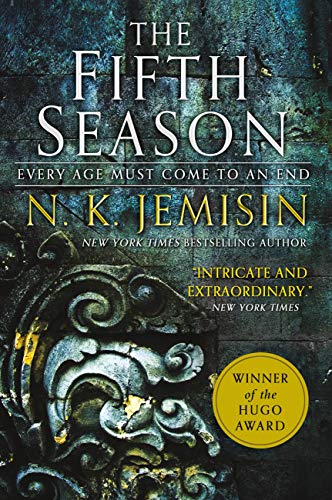 THE
FIFTH
SEASON
EVERY AGE MUST COME TO AN END
N. K. JEMISIN
NEW YORK TIMES BESTSELLING AUTHOR
"INTRICATE AND
EXTRAORDINARY."
—NEW YORK TIMES
WINNER
of the
HUGO
AWARD